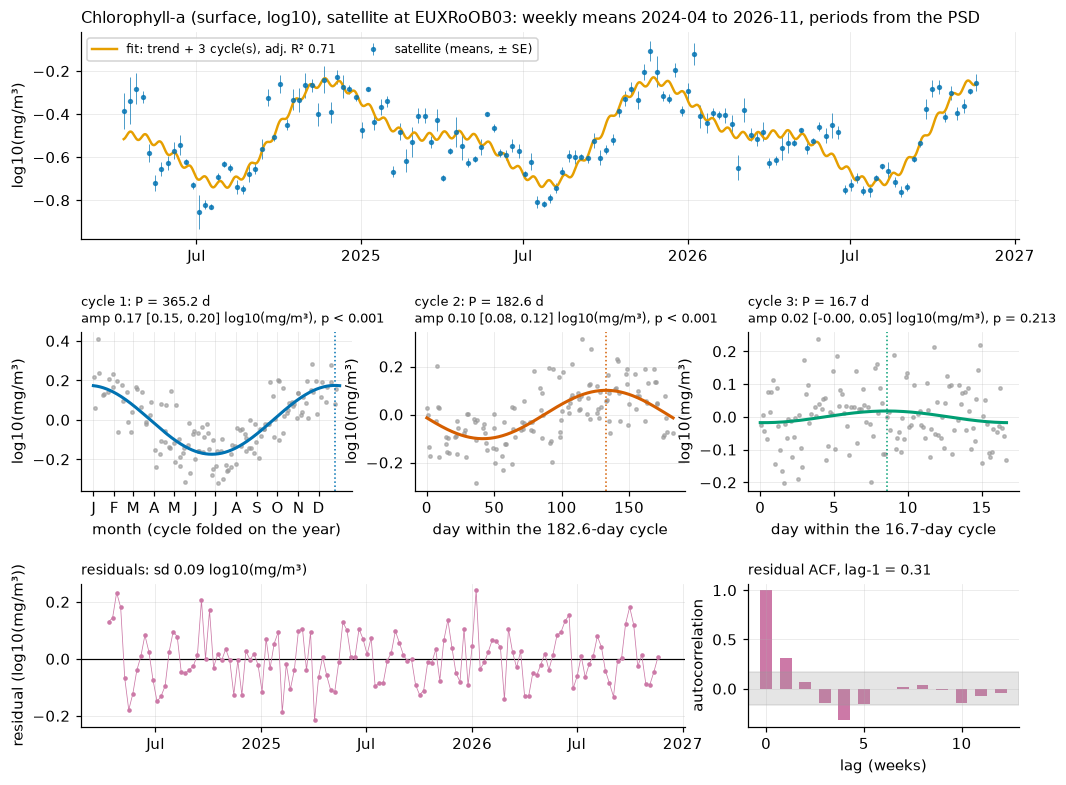 Chlorophyll-a (surface, log10), satellite at EUXRoOB03: weekly means 2024-04 to 2026-11, periods from the PSD
fit: trend + 3 cycle(s), adj. R² 0.71
satellite (means, ± SE)
log10(mg/m³)
−0.2
−0.4
−0.6
−0.8
Jul
2025
Jul
2026
Jul
2027
cycle 1: P = 365.2 d
amp 0.17 [0.15, 0.20] log10(mg/m³), p < 0.001
log10(mg/m³)
0.4
0.2
0.0
−0.2
J F M A M J J A S O N D
month (cycle folded on the year)
cycle 2: P = 182.6 d
amp 0.10 [0.08, 0.12] log10(mg/m³), p < 0.001
log10(mg/m³)
0.2
0.0
−0.2
0 50 100 150
day within the 182.6-day cycle
cycle 3: P = 16.7 d
amp 0.02 [-0.00, 0.05] log10(mg/m³), p = 0.213
log10(mg/m³)
0.2
0.1
0.0
−0.1
−0.2
0 5 10 15
day within the 16.7-day cycle
residuals: sd 0.09 log10(mg/m³)
residual (log10(mg/m³))
0.2
0.0
−0.2
Jul
2025
Jul
2026
Jul
2027
residual ACF, lag-1 = 0.31
autocorrelation
1.0
0.5
0.0
0 5 10
lag (weeks)